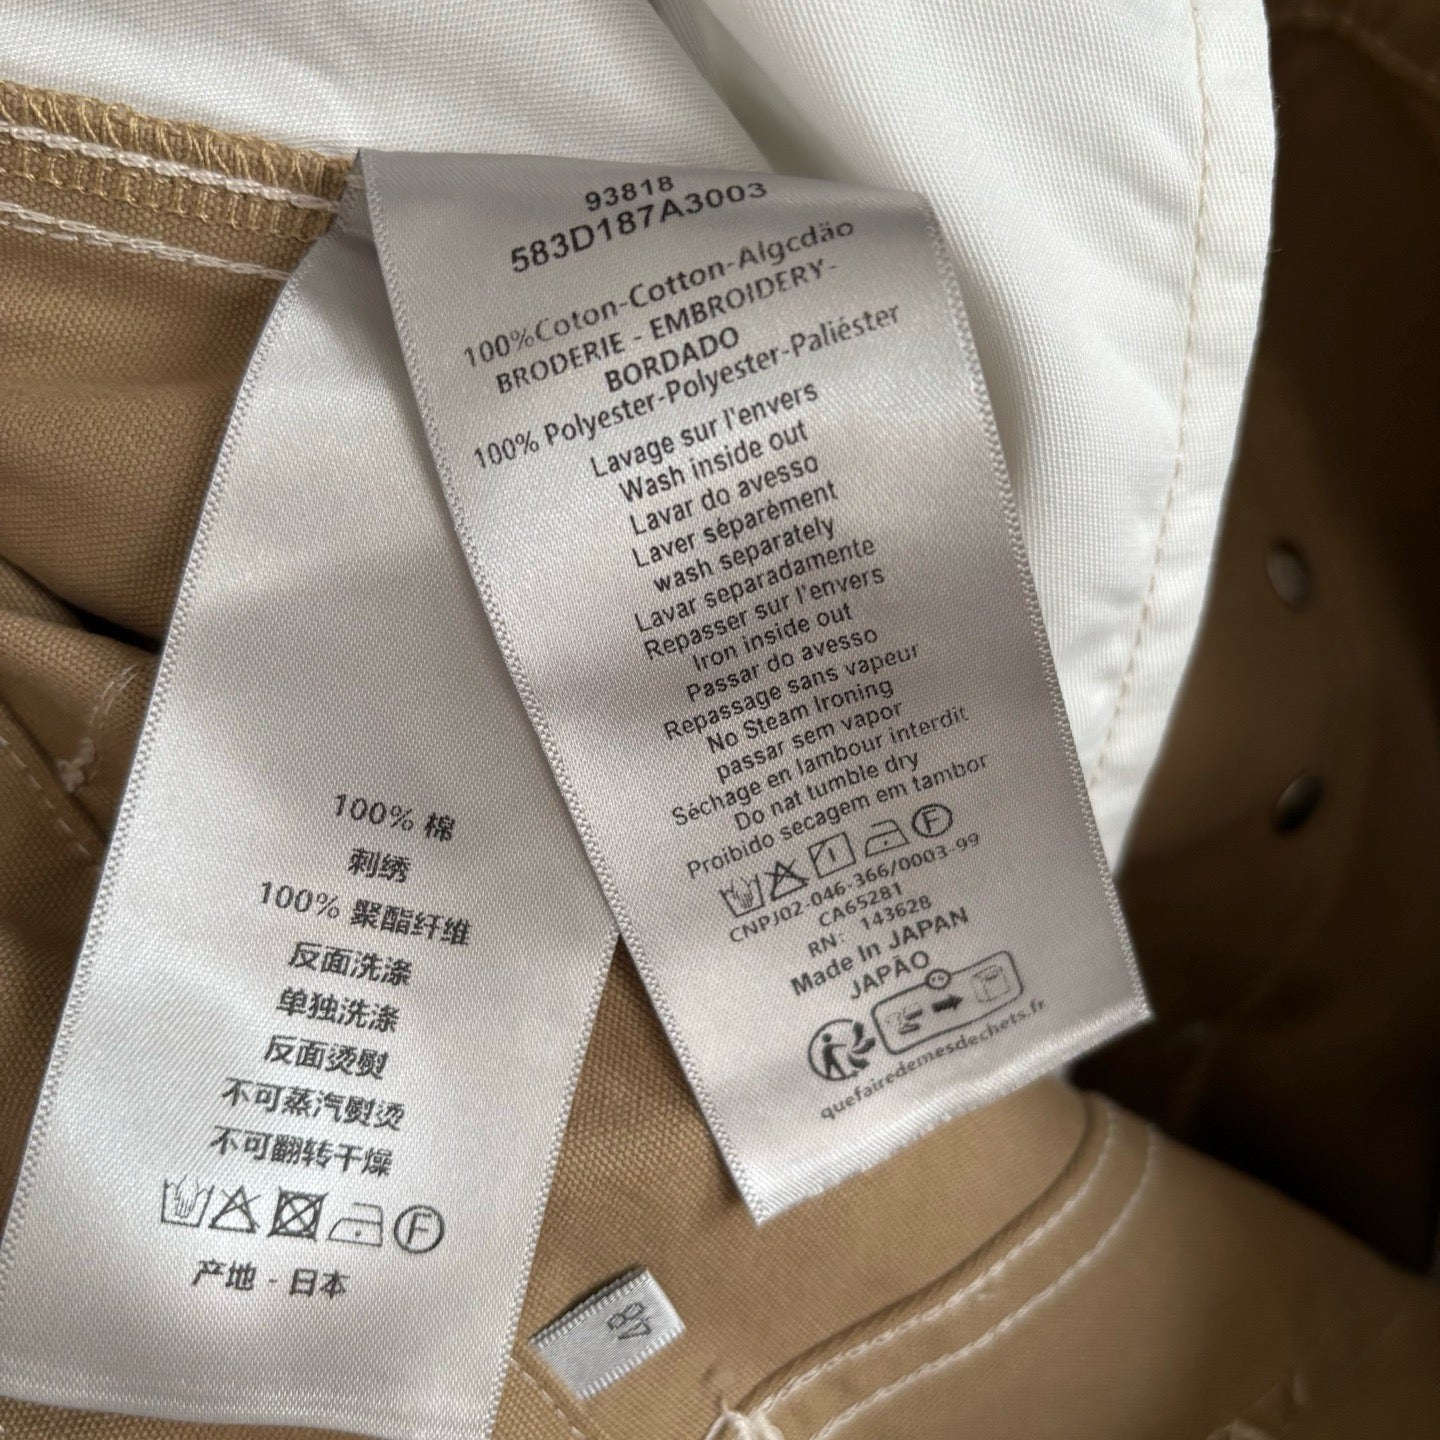 93818
583D187A3003
100%Coton-Cotton-Algcdão
BRODERIE - EMBROIDERY-
BORDADO
100% Polyester-Polyester-Paliéster
Lavage sur l'envers
Wash inside out
Lavar do avesso
Laver séparément
wash separately
Lavar separadamente
Repasser sur l'envers
Iron inside out
Passar do avesso
Repassage sans vapeur
No Steam Ironing
passar sem vapor
Séchage en lambour interdit
Do nat tumble dry
Proibido secagem em tambor
F
CNPJ02-046-366/0003-99
CA65281
RN: 143628
Made In JAPAN
JAPÃO
quefairedemesdechets.fr
100% 棉
刺绣
100% 聚酯纤维
反面洗涤
单独洗涤
反面烫熨
不可蒸汽熨烫
不可翻转干燥
F
产地 - 日本
48